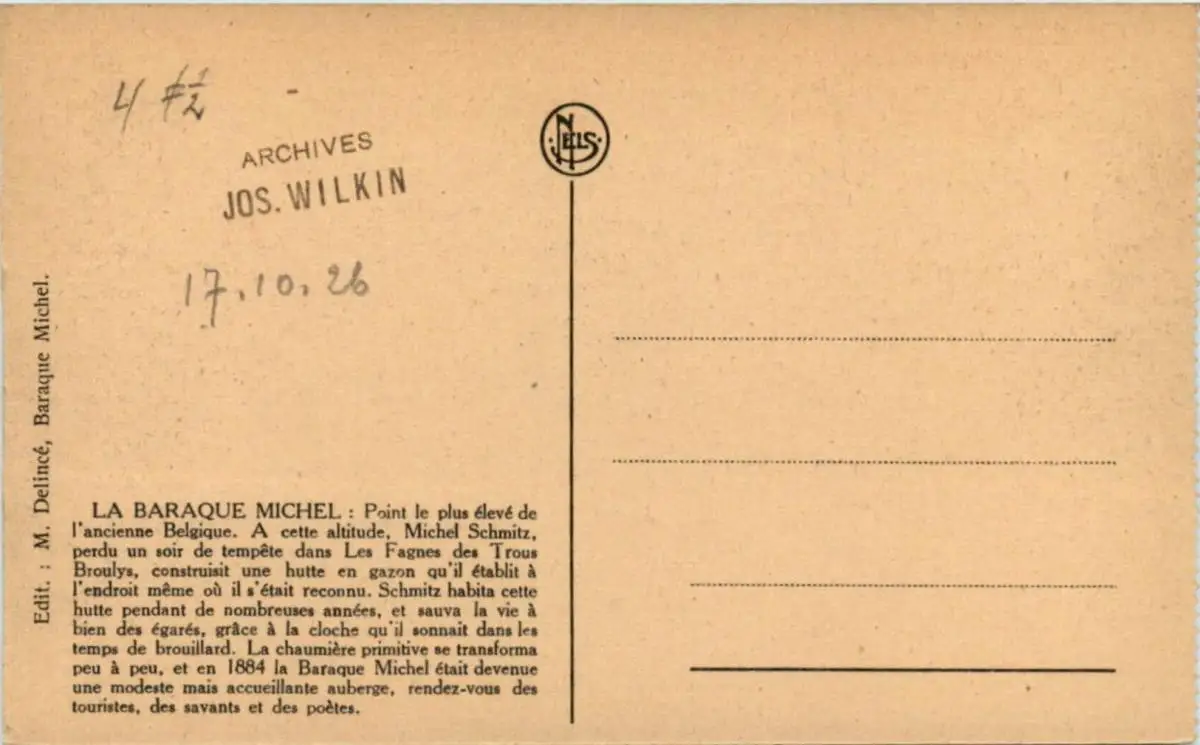 4 F ½
ARCHIVES
JOS. WILKIN
17.10.26
NELS
Edit. : M. Delincé, Baraque Michel.
LA BARAQUE MICHEL : Point le plus élevé de
l'ancienne Belgique. A cette altitude, Michel Schmitz,
perdu un soir de tempête dans Les Fagnes des Trous
Broulys, construisit une hutte en gazon qu'il établit à
l'endroit même où il s'était reconnu. Schmitz habita cette
hutte pendant de nombreuses années, et sauva la vie à
bien des égarés, grâce à la cloche qu'il sonnait dans les
temps de brouillard. La chaumière primitive se transforma
peu à peu, et en 1884 la Baraque Michel était devenue
une modeste mais accueillante auberge, rendez-vous des
touristes, des savants et des poètes.